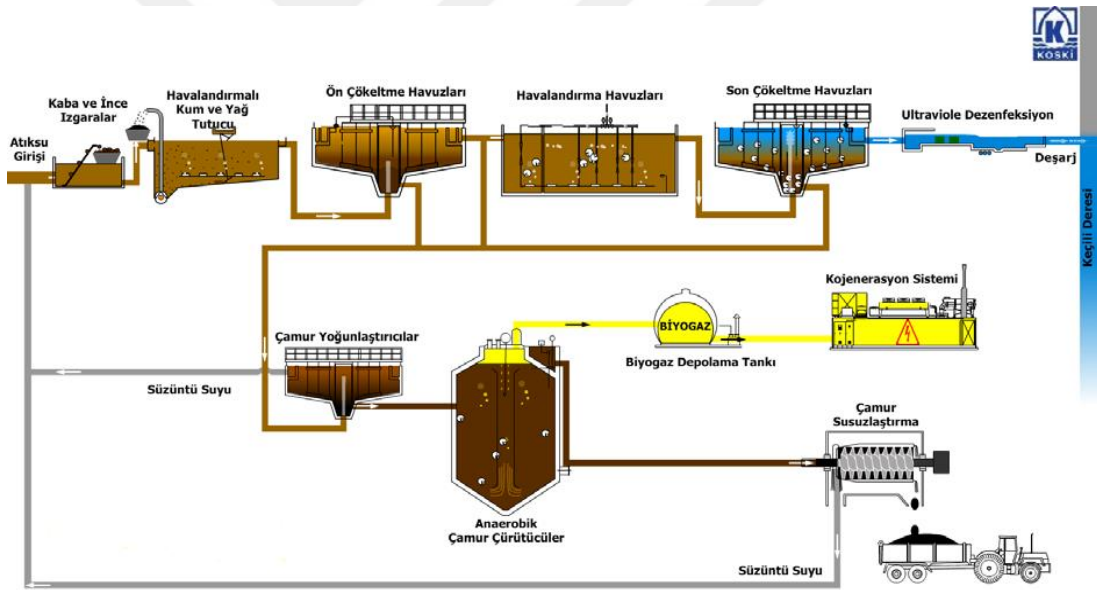 K
KOSKİ
Kaba ve İnce
Izgaralar
Havalandırmalı
Kum ve Yağ
Tutucu
Ön Çökeltme Havuzları
Havalandırma Havuzları
Son Çökeltme Havuzları
Ultraviole Dezenfeksiyon
Atıksu
Girişi
Deşarj
Keçili Deresi
Kojenerasyon Sistemi
BİYOGAZ
Biyogaz Depolama Tankı
Çamur Yoğunlaştırıcılar
Süzüntü Suyu
Çamur
Susuzlaştırma
Anaerobik
Çamur Çürütücüler
Süzüntü Suyu